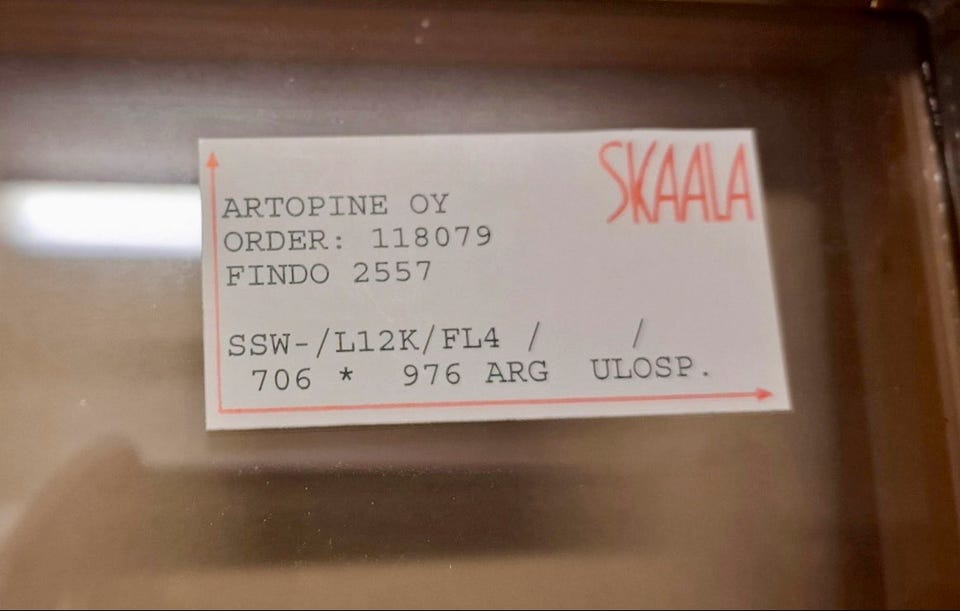 SKAALA
ARTOPINE OY
ORDER: 118079
FINDO 2557
SSW-/L12K/FL4 / /
706 * 976 ARG ULOSP.